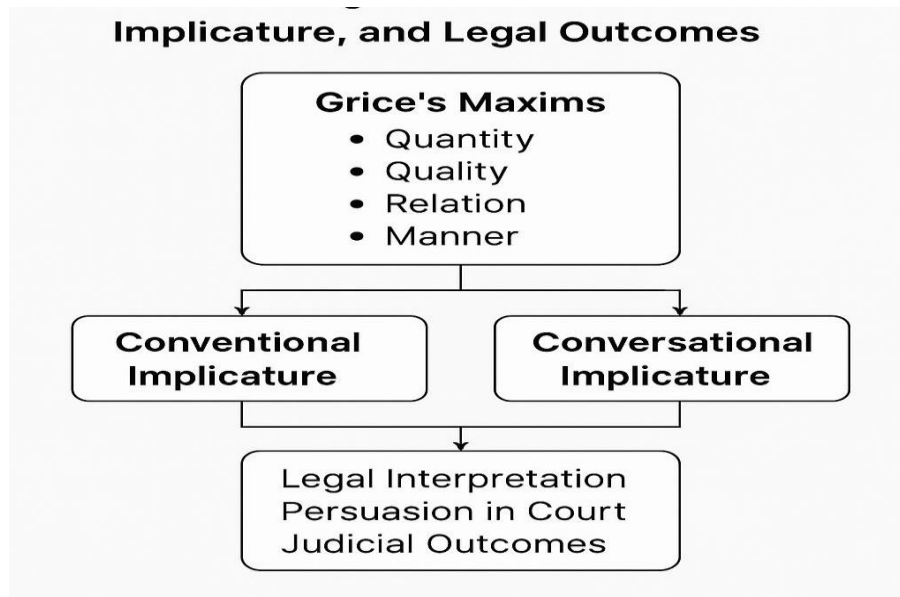 Implicature, and Legal Outcomes
Grice's Maxims
• Quantity
• Quality
• Relation
• Manner
Conventional
Implicature
Conversational
Implicature
Legal Interpretation
Persuasion in Court
Judicial Outcomes